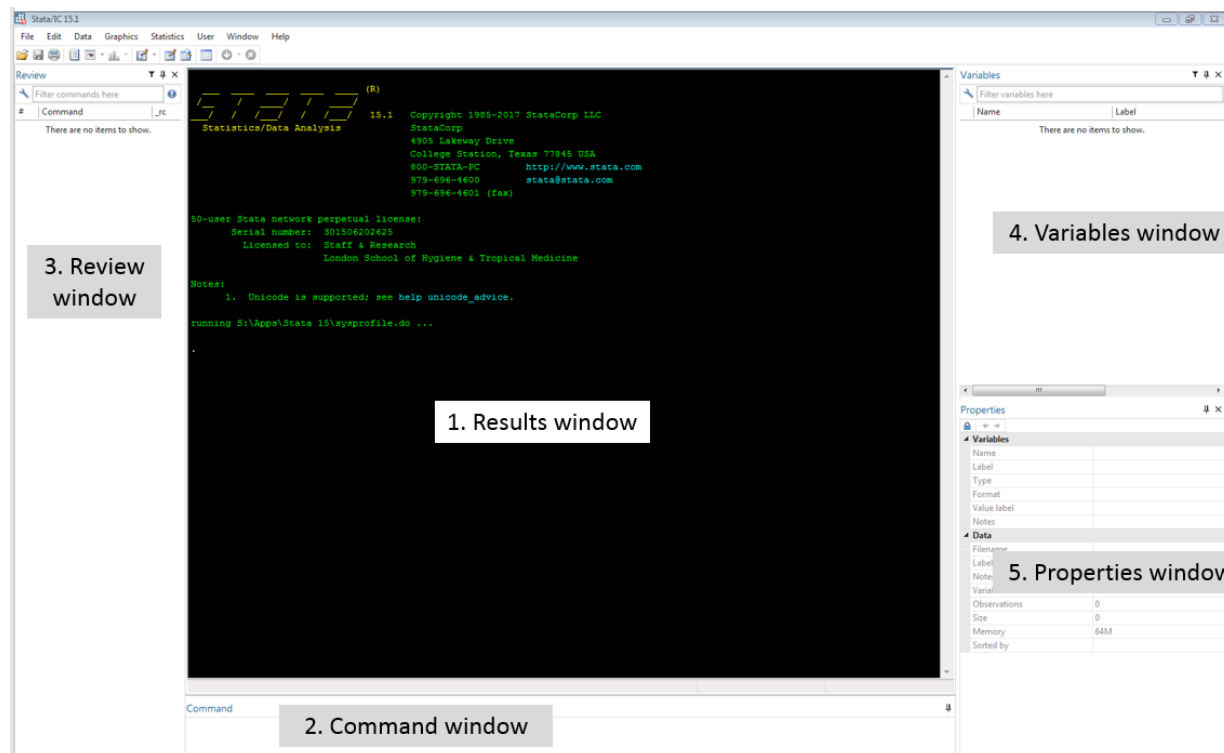 Stata/IC 15.1
File Edit Data Graphics Statistics User Window Help
Review
Filter commands here
# Command _rc
There are no items to show.
3. Review
window
(R)
15.1 Copyright 1985-2017 StataCorp LLC
Statistics/Data Analysis StataCorp
4905 Lakeway Drive
College Station, Texas 77845 USA
800-STATA-PC http://www.stata.com
979-696-4600 stata@stata.com
979-696-4601 (fax)
50-user Stata network perpetual license:
Serial number: 301506202625
Licensed to: Staff & Research
London School of Hygiene & Tropical Medicine
Notes:
1. Unicode is supported; see help unicode_advice.
running S:\Apps\Stata 15\sysprofile.do ...
.
1. Results window
Command
2. Command window
Variables
Filter variables here
Name Label
There are no items to show.
4. Variables window
Properties
Variables
Name
Label
Type
Format
Value label
Notes
Data
Filename
Label
Notes
5. Properties window
Observations 0
Size 0
Memory 64M
Sorted by